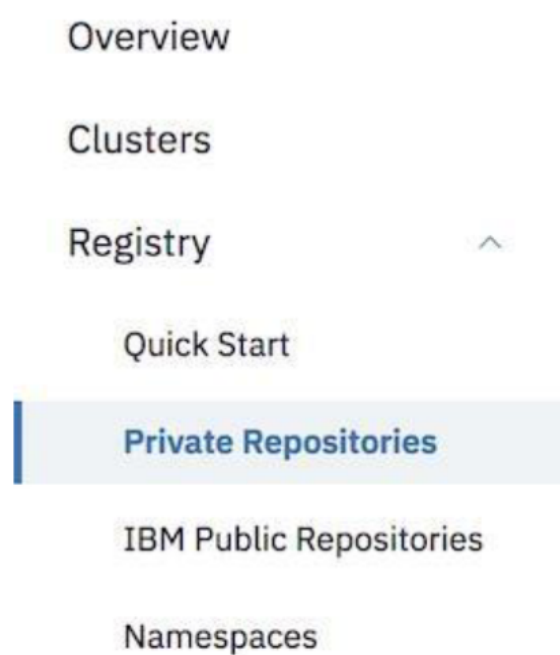 Overview
Clusters
Registry
Quick Start
Private Repositories
IBM Public Repositories
Namespaces